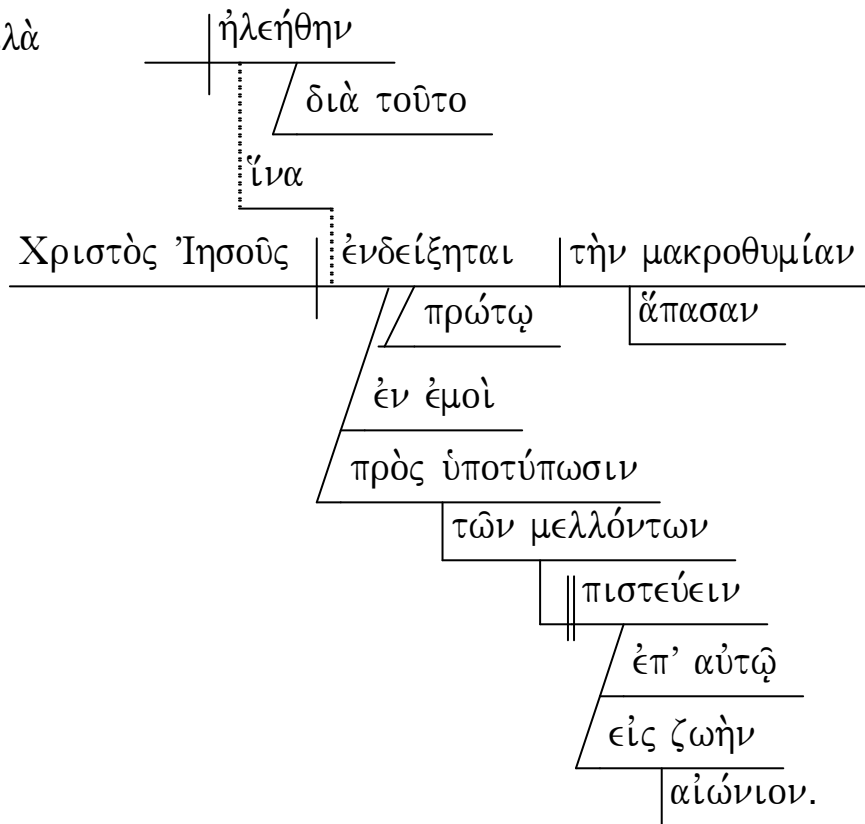 λὰ ἠλεήθην
διὰ τοῦτο
ἵνα
Χριστὸς Ἰησοῦς ἐνδείξηται τὴν μακροθυμίαν
πρώτῳ ἅπασαν
ἐν ἐμοὶ
πρὸς ὑποτύπωσιν
τῶν μελλόντων
πιστεύειν
ἐπ’ αὐτῷ
εἰς ζωὴν
αἰώνιον.